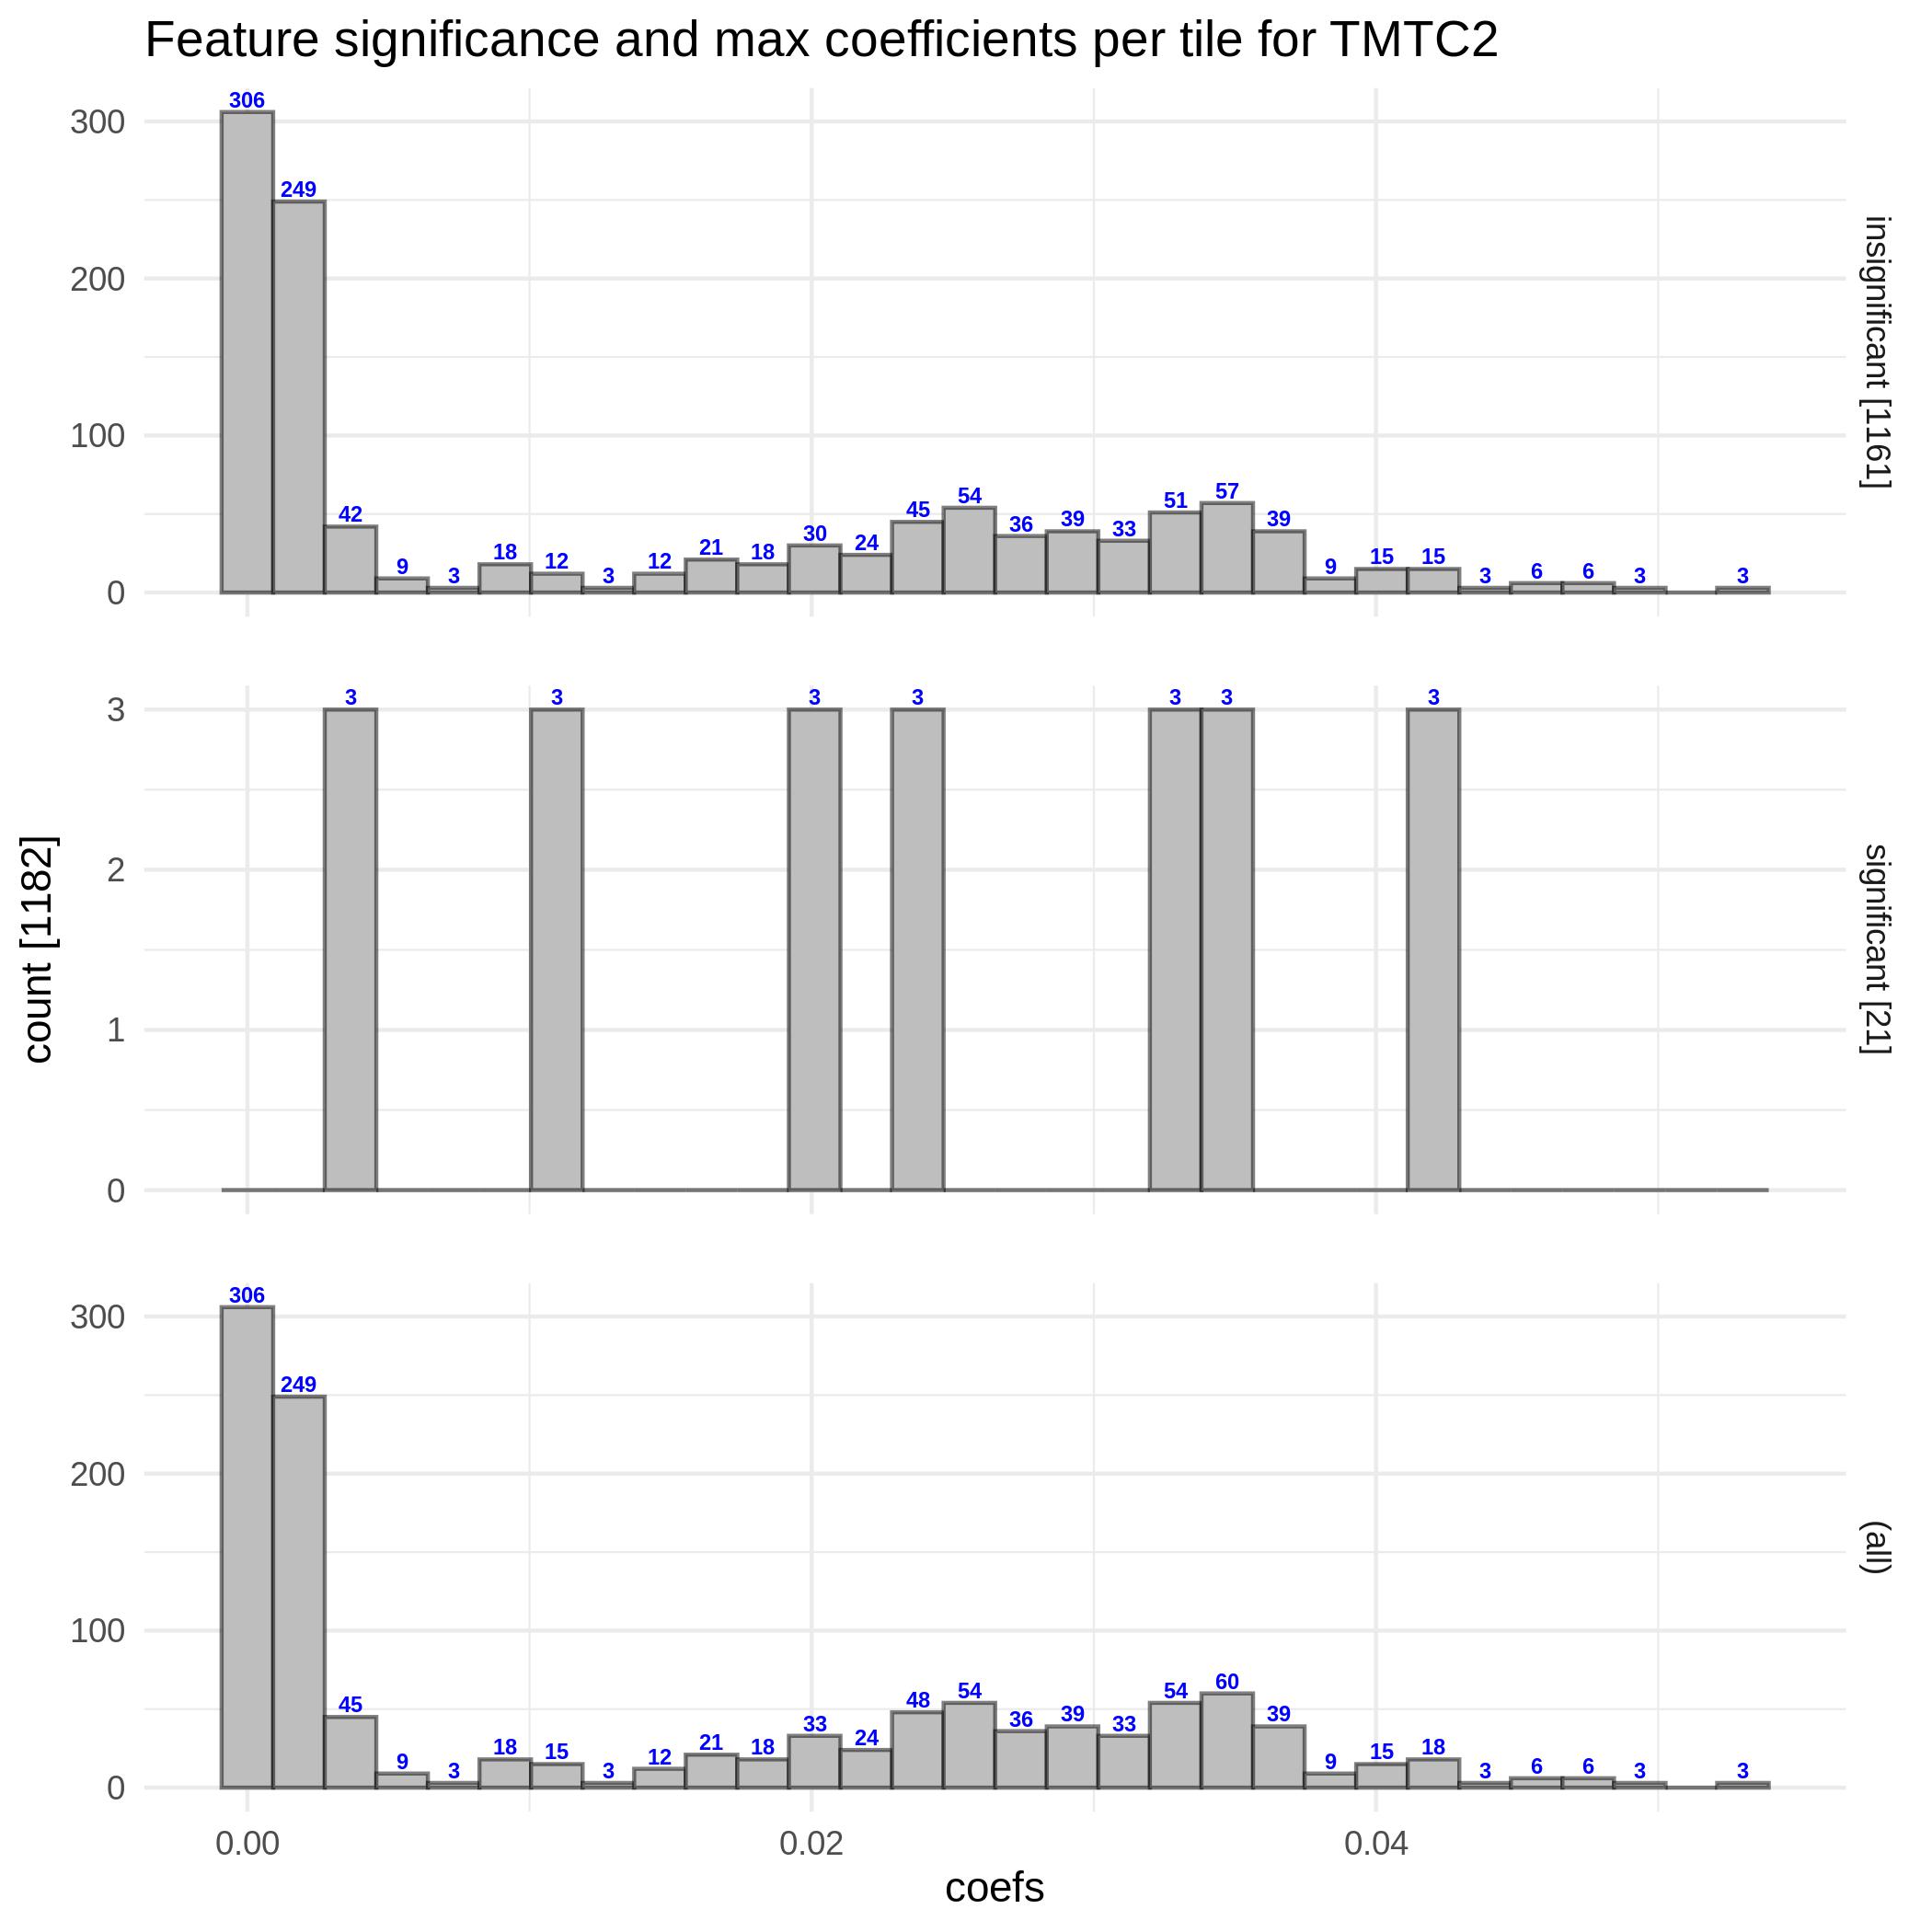 Feature significance and max coefficients per tile for TMTC2
306
300
249
200
100
42 9 3 18 12 3 12 21 18 30 24 45 54 36 39 33 51 57 39 9 15 15 3 6 6 3 3
0
insignificant [1161]
3 3 3 3 3 3 3
3
2
1
0
significant [21]
count [1182]
306
300
249
200
100
45 9 3 18 15 3 12 21 18 33 24 48 54 36 39 33 54 60 39 9 15 18 3 6 6 3 3
0
(all)
0.00 0.02 0.04
coefs